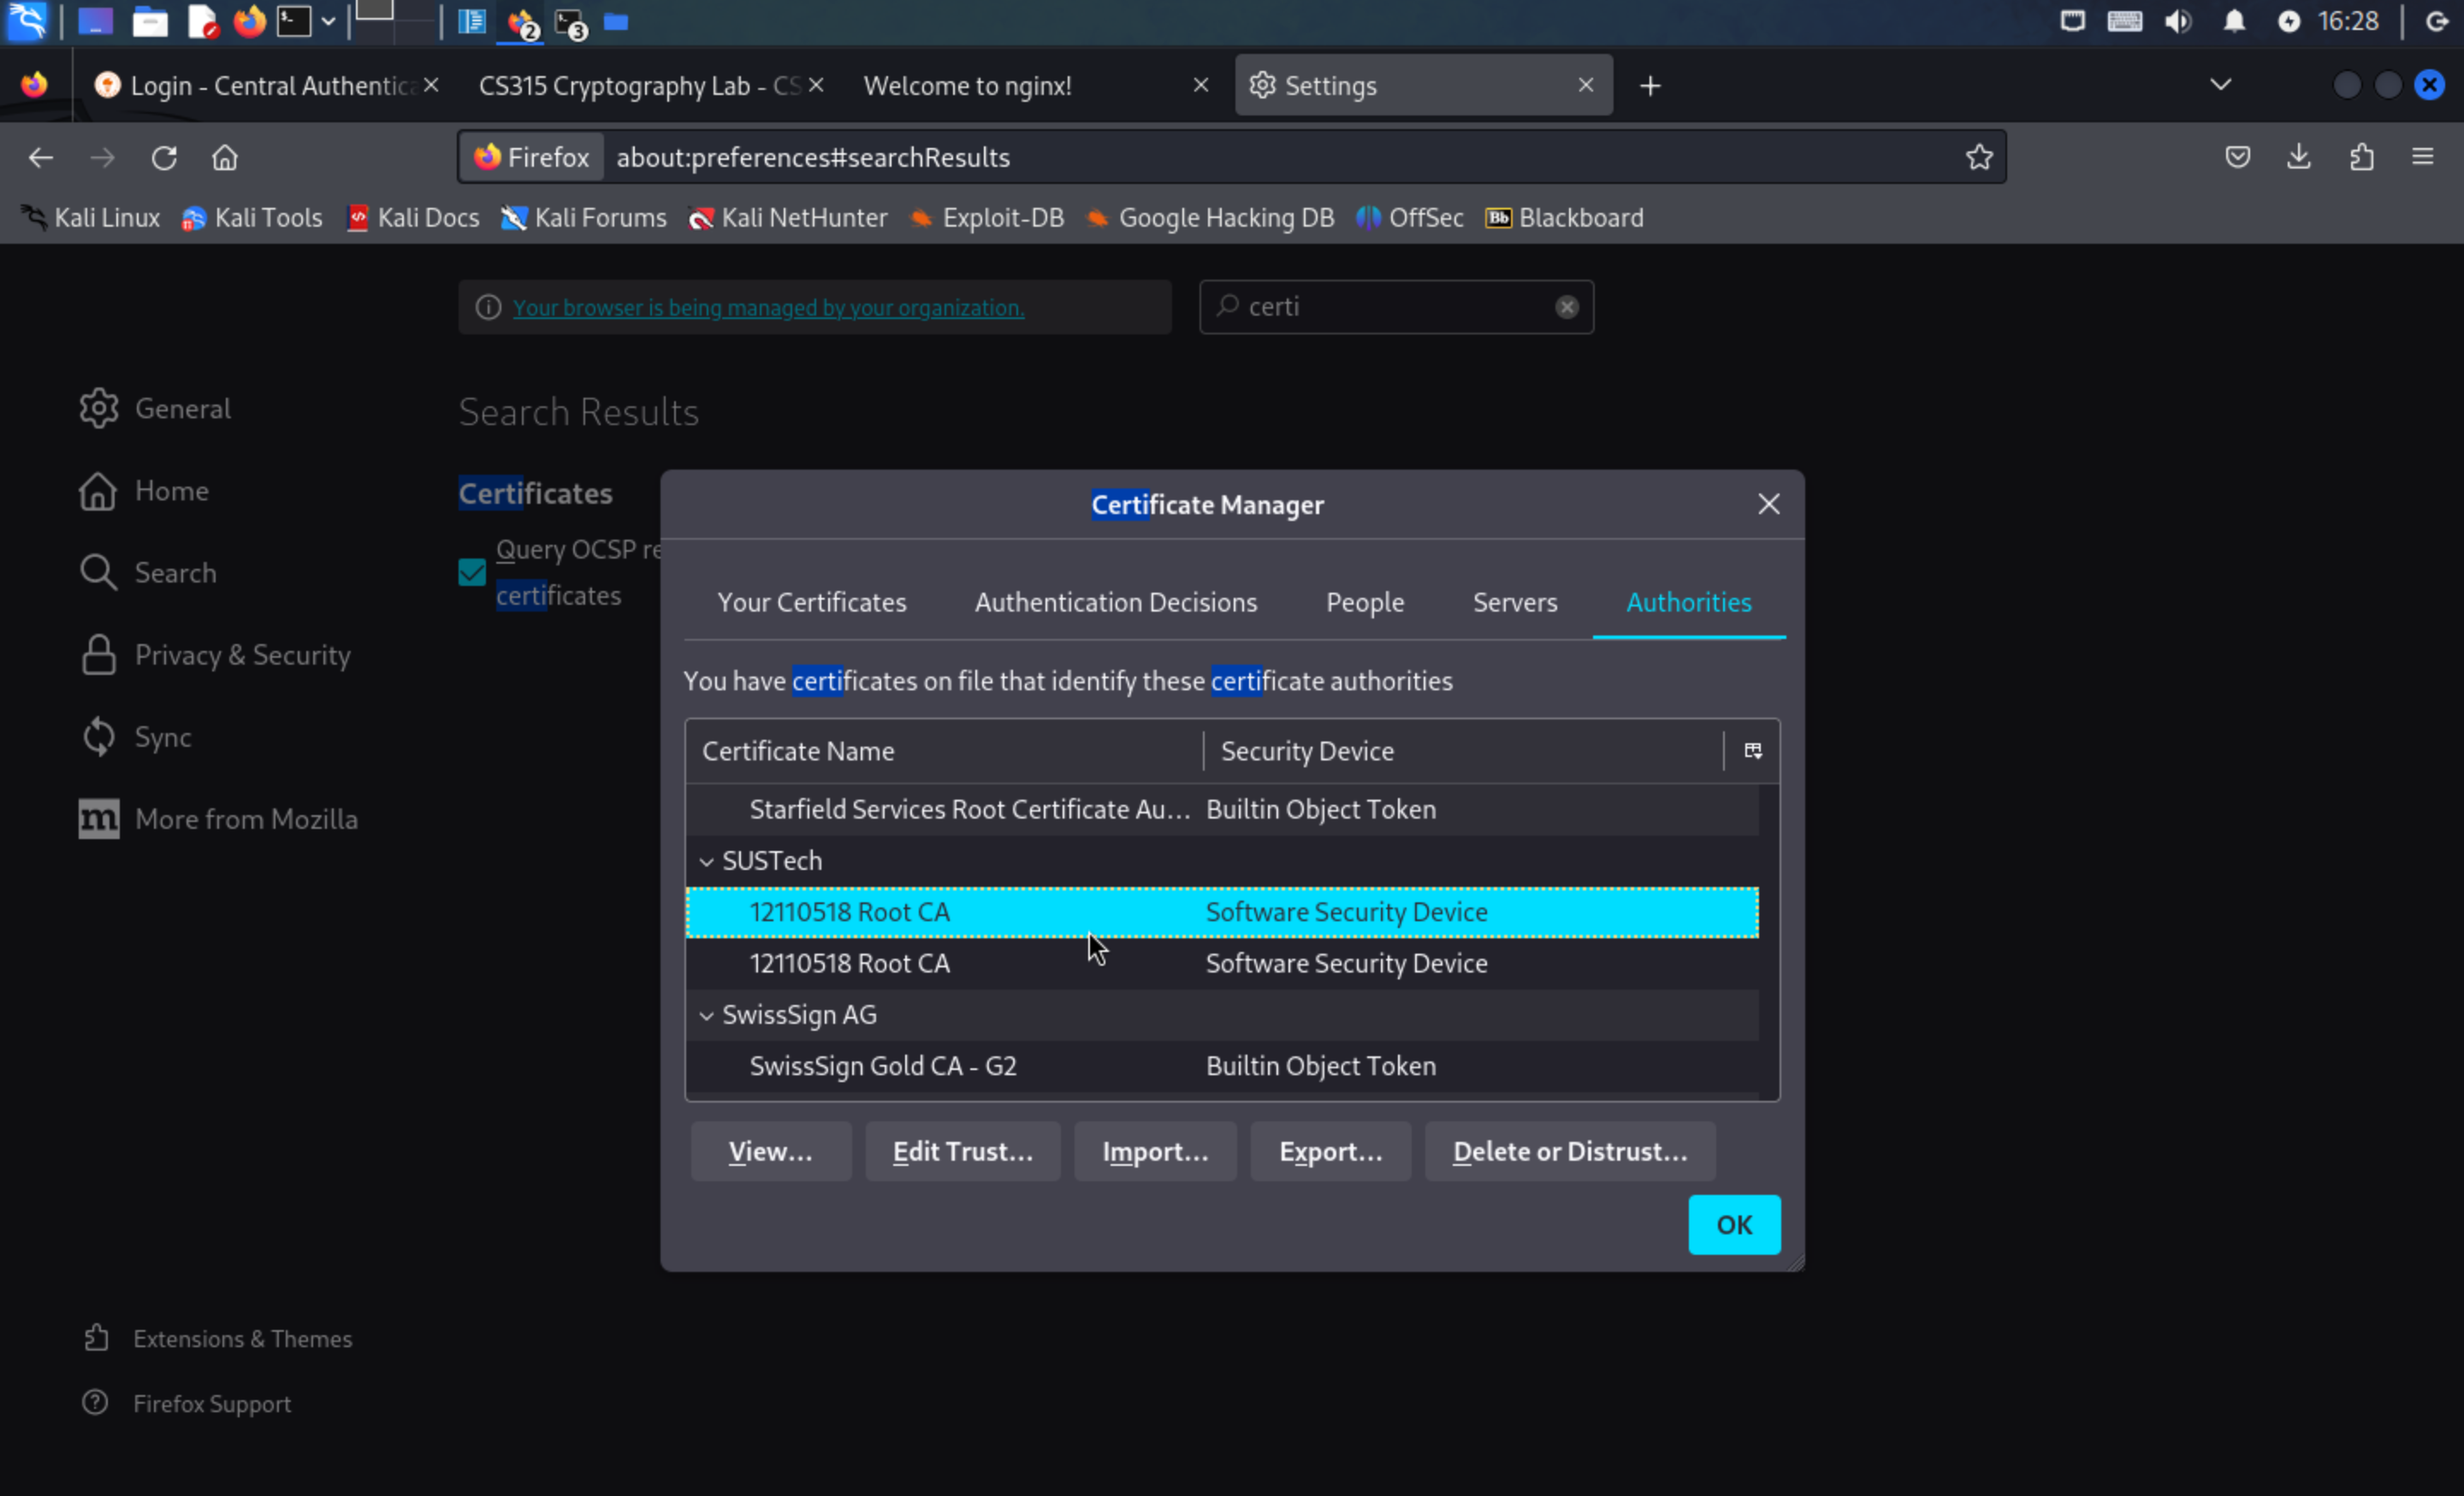 2
3
16:28
Login - Central Authentica
CS315 Cryptography Lab - CS
Welcome to nginx!
Settings
Firefox
about:preferences#searchResults
Kali Linux
Kali Tools
Kali Docs
Kali Forums
Kali NetHunter
Exploit-DB
Google Hacking DB
OffSec
Bb Blackboard
Your browser is being managed by your organization.
certi
General
Home
Search
Privacy & Security
Sync
m More from Mozilla
Extensions & Themes
Firefox Support
Search Results
Certificates
Query OCSP re
certificates
Certificate Manager
Your Certificates
Authentication Decisions
People
Servers
Authorities
You have certificates on file that identify these certificate authorities
Certificate Name
Security Device
Starfield Services Root Certificate Au... Builtin Object Token
SUSTech
12110518 Root CA Software Security Device
12110518 Root CA Software Security Device
SwissSign AG
SwissSign Gold CA - G2 Builtin Object Token
View...
Edit Trust...
Import...
Export...
Delete or Distrust...
OK